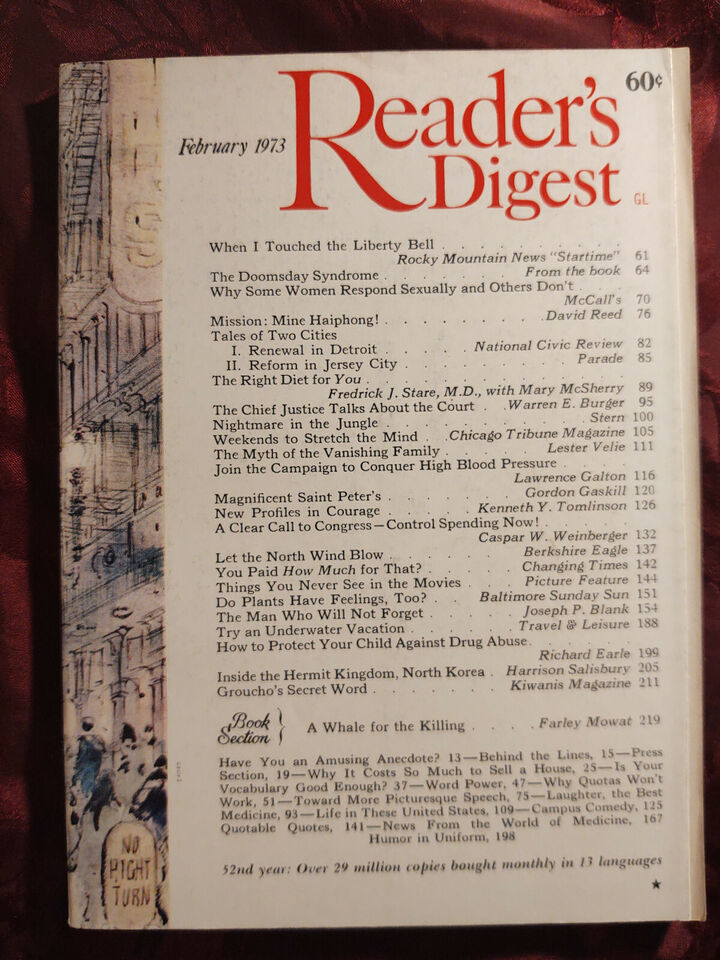 60¢
February 1973
Reader's
Digest
GL
When I Touched the Liberty Bell . . . . . . . . .
Rocky Mountain News "Startime" 61
The Doomsday Syndrome . . . . . . . From the book 64
Why Some Women Respond Sexually and Others Don't . . .
McCall's 70
Mission: Mine Haiphong! . . . . . . . . David Reed 76
Tales of Two Cities
I. Renewal in Detroit . . . . . National Civic Review 82
II. Reform in Jersey City . . . . . . . . . Parade 85
The Right Diet for You . . . . . . . . . . . .
Fredrick J. Stare, M.D., with Mary McSherry 89
The Chief Justice Talks About the Court . . Warren E. Burger 95
Nightmare in the Jungle . . . . . . . . . . Stern 100
Weekends to Stretch the Mind . . Chicago Tribune Magazine 105
The Myth of the Vanishing Family . . . . . Lester Velie 111
Join the Campaign to Conquer High Blood Pressure . . . .
Lawrence Galton 116
Magnificent Saint Peter's . . . . . . . Gordon Gaskill 120
New Profiles in Courage . . . . . Kenneth Y. Tomlinson 126
A Clear Call to Congress—Control Spending Now! . . . . .
Caspar W. Weinberger 132
Let the North Wind Blow . . . . . . . Berkshire Eagle 137
You Paid How Much for That? . . . . . Changing Times 142
Things You Never See in the Movies . . . Picture Feature 144
Do Plants Have Feelings, Too? . . Baltimore Sunday Sun 151
The Man Who Will Not Forget . . . . . Joseph P. Blank 154
Try an Underwater Vacation . . . . . . Travel & Leisure 188
How to Protect Your Child Against Drug Abuse . . . . .
Richard Earle 199
Inside the Hermit Kingdom, North Korea . Harrison Salisbury 205
Groucho's Secret Word . . . . . . . Kiwanis Magazine 211
Book
Section
A Whale for the Killing . . . . Farley Mowat 219
Have You an Amusing Anecdote? 13—Behind the Lines, 15—Press
Section, 19—Why It Costs So Much to Sell a House, 25—Is Your
Vocabulary Good Enough? 37—Word Power, 47—Why Quotas Won't
Work, 51—Toward More Picturesque Speech, 75—Laughter, the Best
Medicine, 93—Life in These United States, 109—Campus Comedy, 125
Quotable Quotes, 141—News From the World of Medicine, 167
Humor in Uniform, 198
52nd year: Over 29 million copies bought monthly in 13 languages
NO
RIGHT
TURN